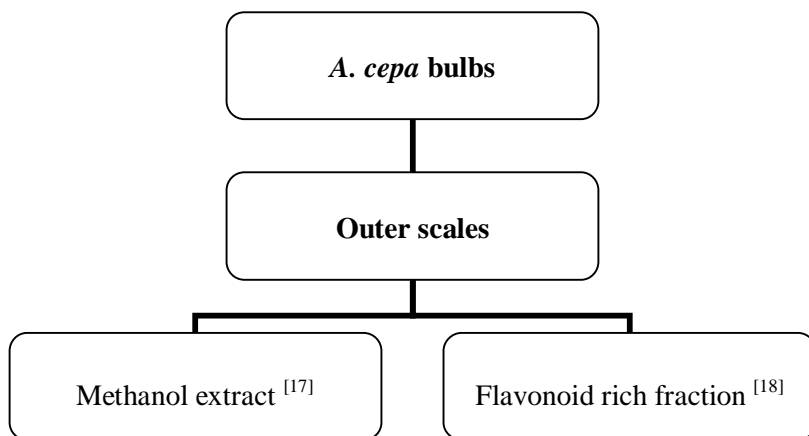 A. cepa bulbs
Outer scales
Methanol extract [17]
Flavonoid rich fraction [18]